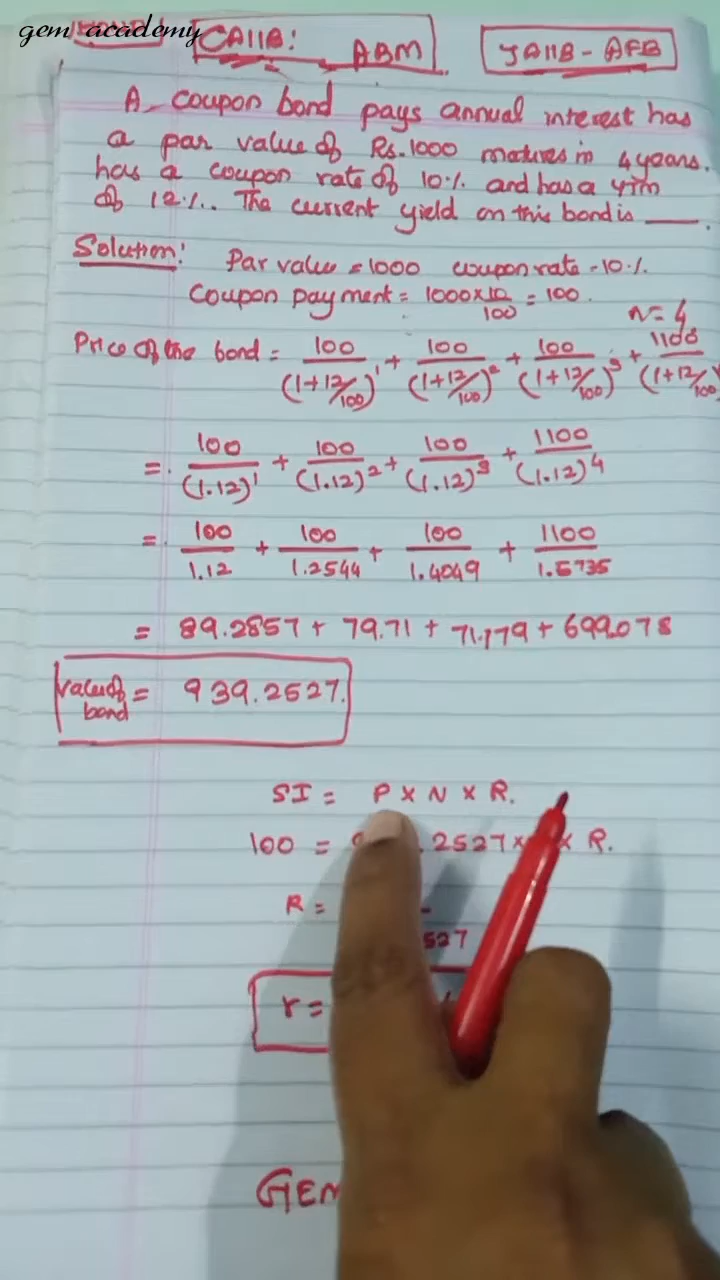 gem academy
CAIIB: ABM
JAIIB - AFB
A coupon bond pays annual interest has
a par value of Rs.1000 matures in 4 years.
has a coupon rate of 10%. and has a YTM
of 12%.. The current yield on this bond is ____.
Solution: Par value = 1000 coupon rate - 10%.
Coupon payment = 1000 x 10/100 = 100.
n = 4
Price of the bond = 100/(1+12/100)^1 + 100/(1+12/100)^2 + 100/(1+12/100)^3 + 1100/(1+12/100)
= 100/(1.12)^1 + 100/(1.12)^2 + 100/(1.12)^3 + 1100/(1.12)^4
= 100/1.12 + 100/1.2544 + 100/1.4049 + 1100/1.5735
= 89.2857 + 79.71 + 71.179 + 699.078
Value of bond = 939.2527.
SI = P x N x R.
100 = .2527 x x R.
R =
527
r =
GEM